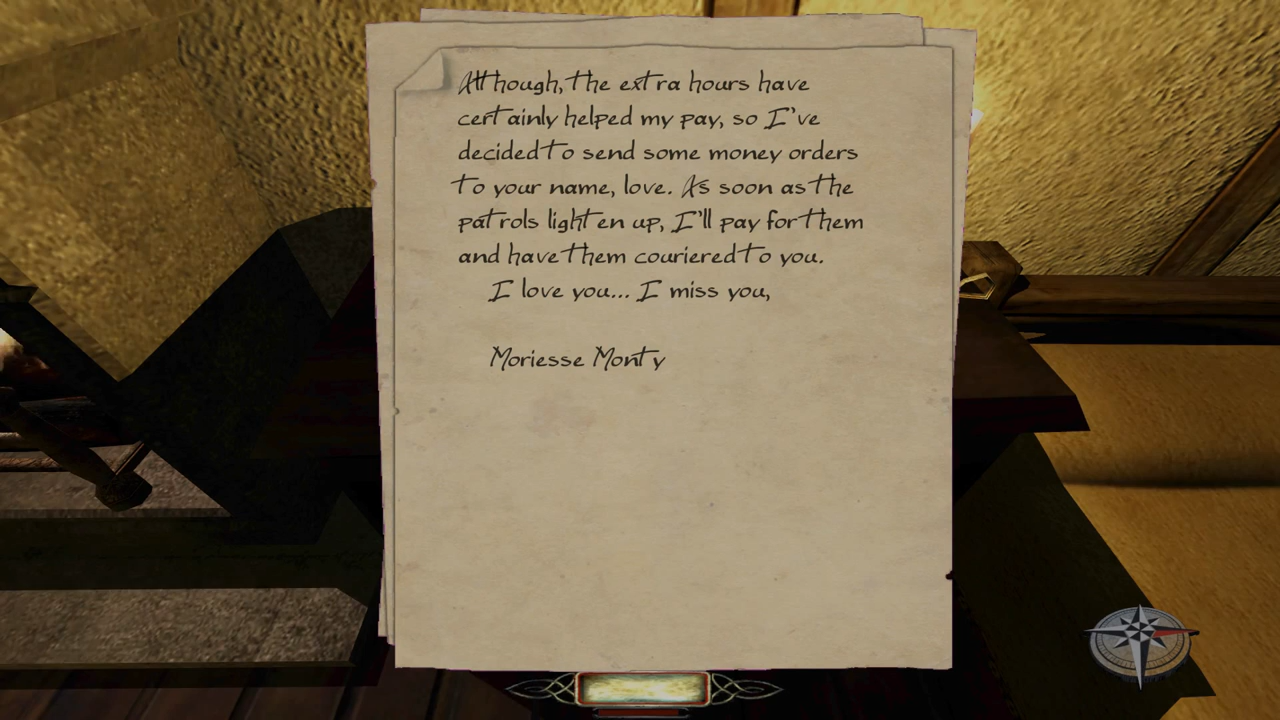 Although, the extra hours have
certainly helped my pay, so I've
decided to send some money orders
to your name, love. As soon as the
patrols lighten up, I'll pay for them
and have them couriered to you.
I love you... I miss you,
Moriesse Monty